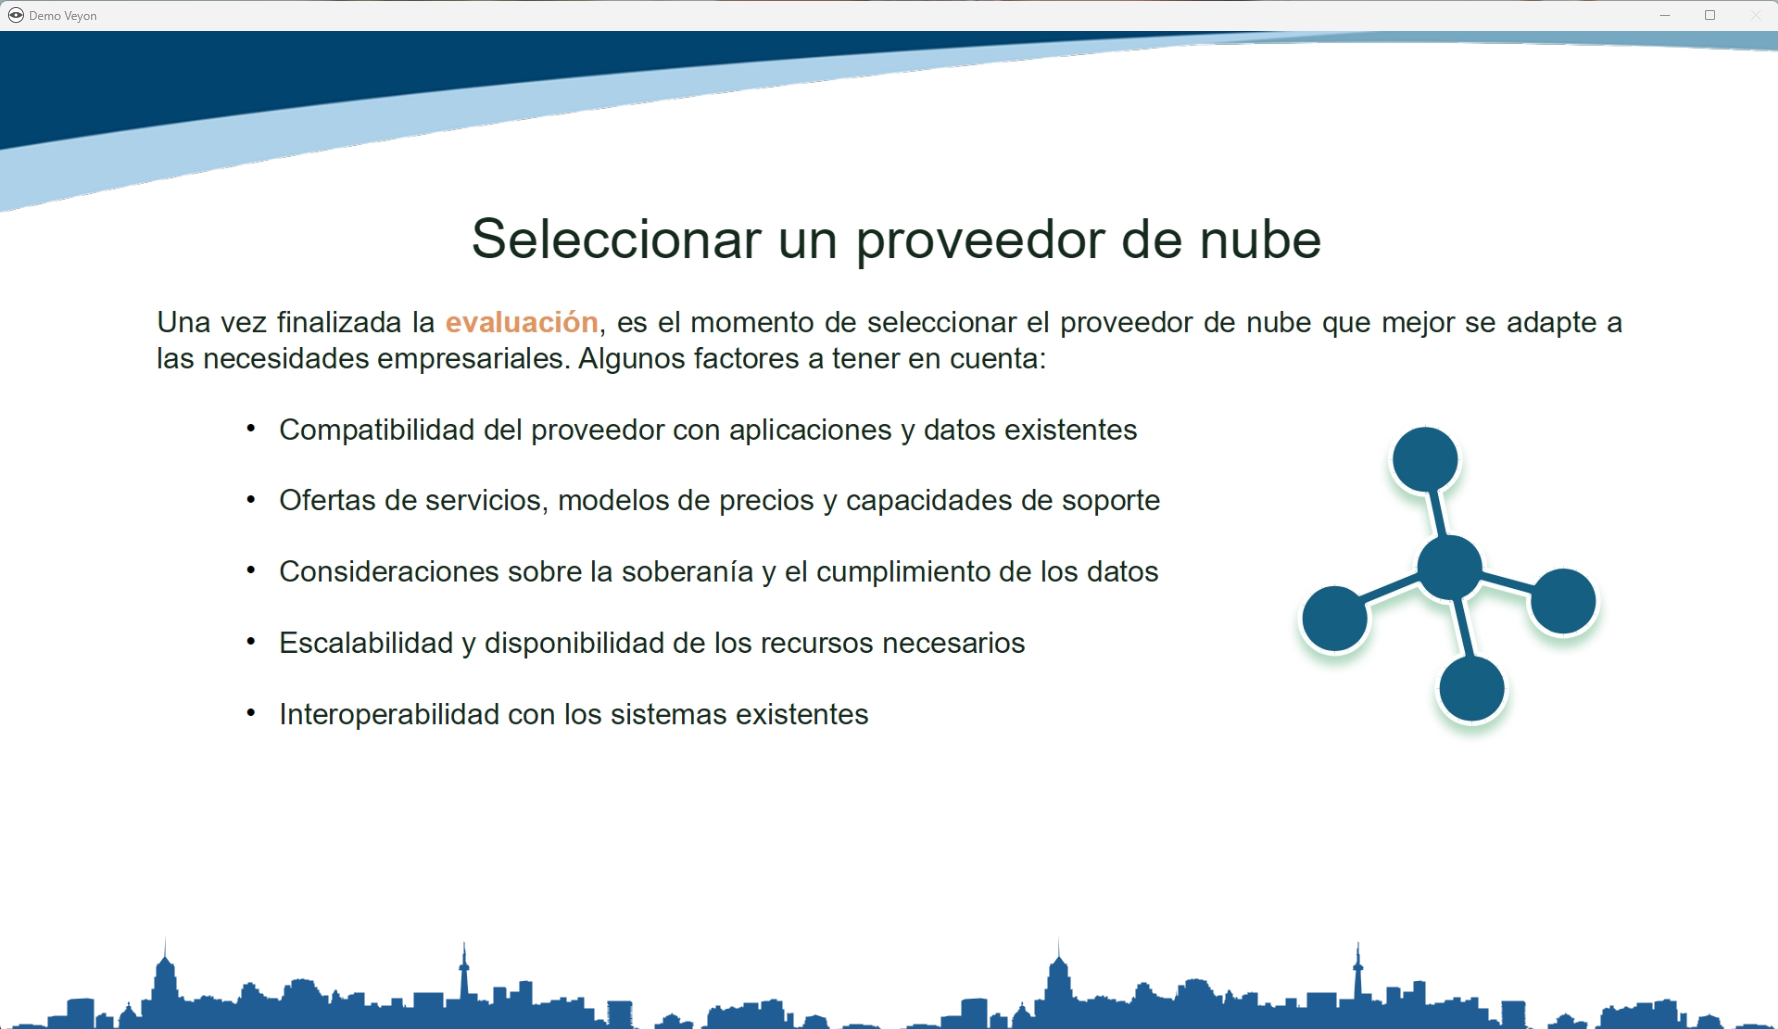 Demo Veyon
Seleccionar un proveedor de nube
Una vez finalizada la evaluación, es el momento de seleccionar el proveedor de nube que mejor se adapte a
las necesidades empresariales. Algunos factores a tener en cuenta:
• Compatibilidad del proveedor con aplicaciones y datos existentes
• Ofertas de servicios, modelos de precios y capacidades de soporte
• Consideraciones sobre la soberanía y el cumplimiento de los datos
• Escalabilidad y disponibilidad de los recursos necesarios
• Interoperabilidad con los sistemas existentes